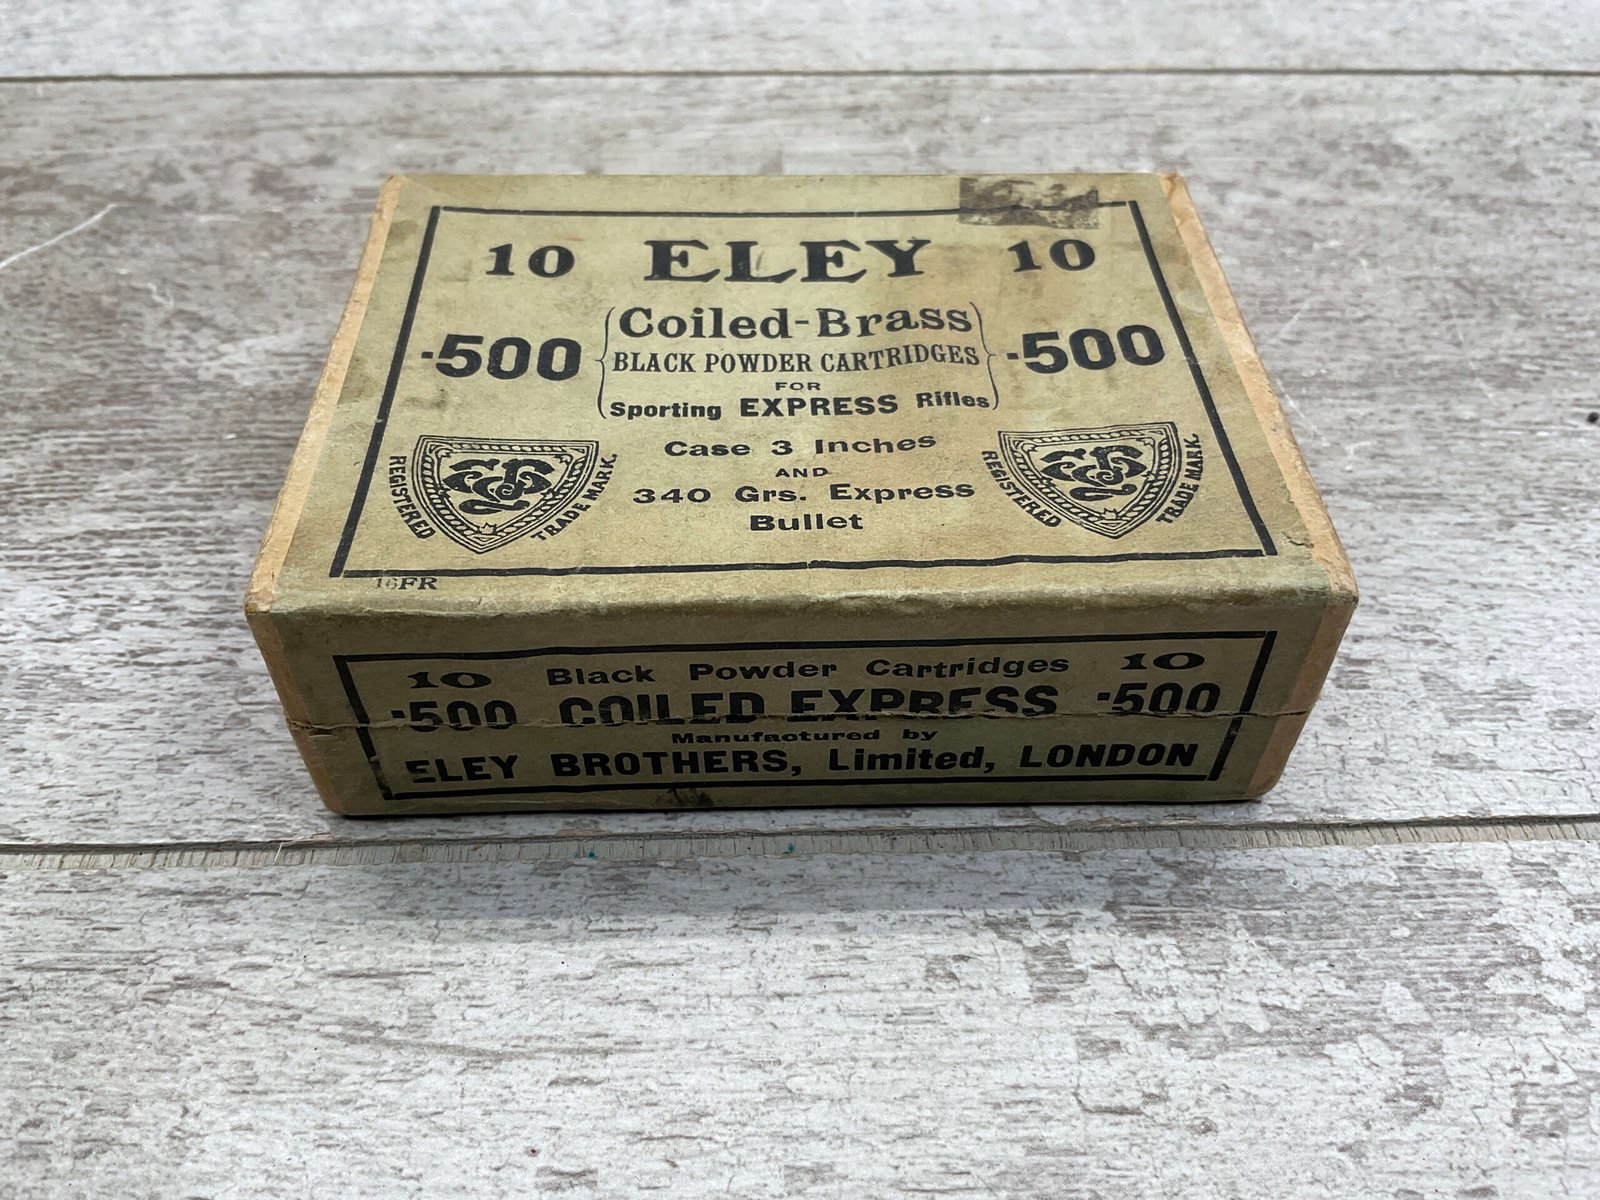 10 ELEY 10
·500 Coiled-Brass ·500
BLACK POWDER CARTRIDGES
FOR
Sporting EXPRESS Rifles
Case 3 Inches
AND
340 Grs. Express
Bullet
REGISTERED TRADE MARK.
REGISTERED TRADE MARK.
16FR
10 Black Powder Cartridges 10
·500 COILED EXPRESS ·500
Manufactured by
ELEY BROTHERS, Limited, LONDON